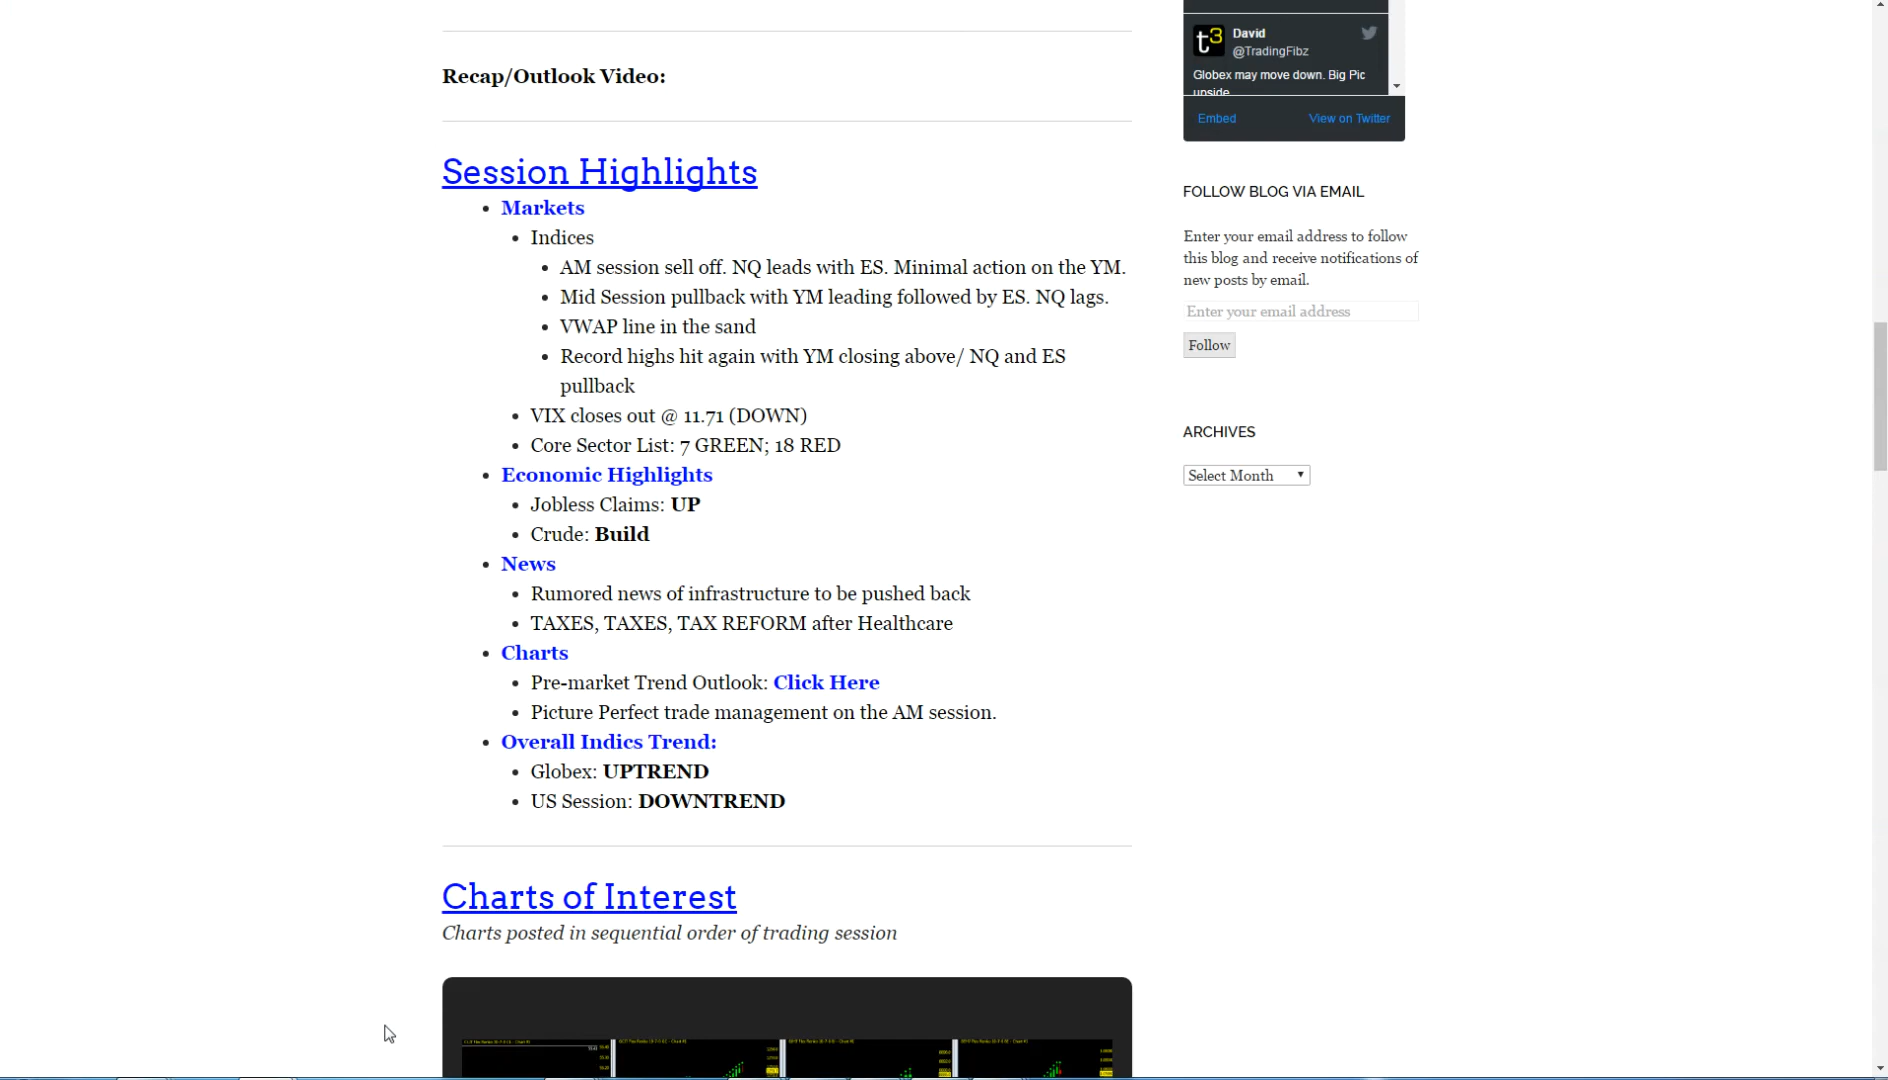 Recap/Outlook Video:
Session Highlights
Markets
Indices
AM session sell off. NQ leads with ES. Minimal action on the YM.
Mid Session pullback with YM leading followed by ES. NQ lags.
VWAP line in the sand
Record highs hit again with YM closing above/ NQ and ES
pullback
VIX closes out @ 11.71 (DOWN)
Core Sector List: 7 GREEN; 18 RED
Economic Highlights
Jobless Claims: UP
Crude: Build
News
Rumored news of infrastructure to be pushed back
TAXES, TAXES, TAX REFORM after Healthcare
Charts
Pre-market Trend Outlook: Click Here
Picture Perfect trade management on the AM session.
Overall Indics Trend:
Globex: UPTREND
US Session: DOWNTREND
Charts of Interest
Charts posted in sequential order of trading session
t3
David
@TradingFibz
Globex may move down. Big Pic
upside
Embed View on Twitter
FOLLOW BLOG VIA EMAIL
Enter your email address to follow
this blog and receive notifications of
new posts by email.
Enter your email address
Follow
ARCHIVES
Select Month